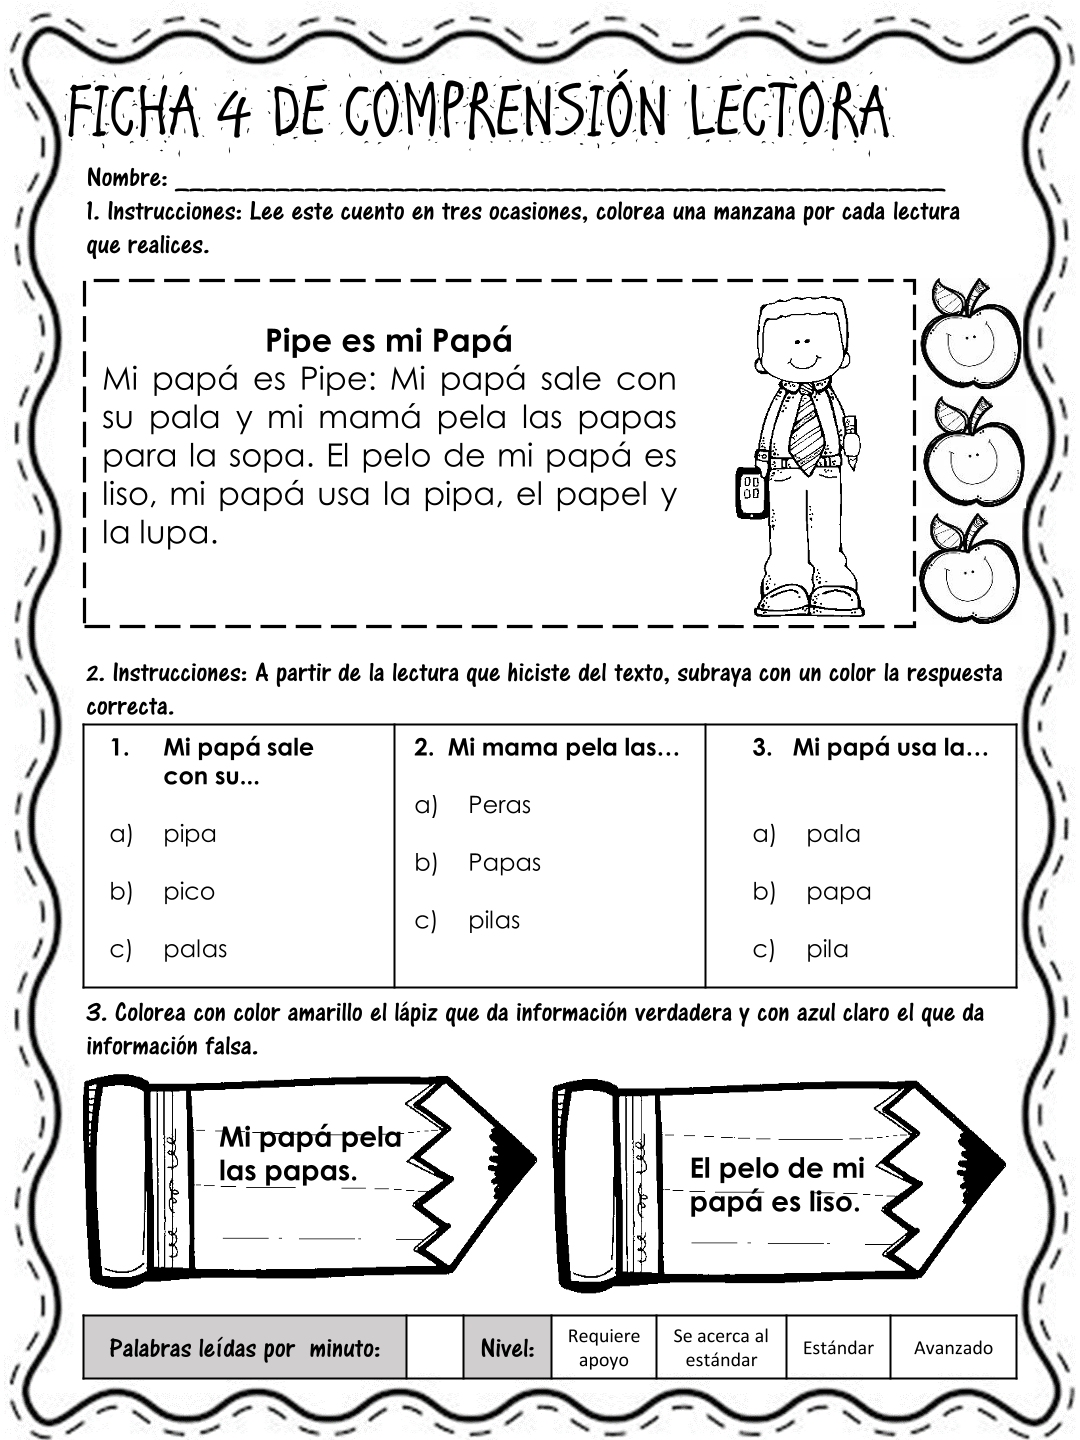 FICHA 4 DE COMPRENSIÓN LECTORA
Nombre: ____________________________________________________________
1. Instrucciones: Lee este cuento en tres ocasiones, colorea una manzana por cada lectura
que realices.
Pipe es mi Papá
Mi papá es Pipe: Mi papá sale con
su pala y mi mamá pela las papas
para la sopa. El pelo de mi papá es
liso, mi papá usa la pipa, el papel y
la lupa.
2. Instrucciones: A partir de la lectura que hiciste del texto, subraya con un color la respuesta
correcta.
1. Mi papá sale
con su...
a) pipa
b) pico
c) palas
2. Mi mama pela las...
a) Peras
b) Papas
c) pilas
3. Mi papá usa la...
a) pala
b) papa
c) pila
3. Colorea con color amarillo el lápiz que da información verdadera y con azul claro el que da
información falsa.
Mi papá pela
las papas.
El pelo de mi
papá es liso.
Palabras leídas por minuto:
Nivel:
Requiere
apoyo
Se acerca al
estándar
Estándar
Avanzado